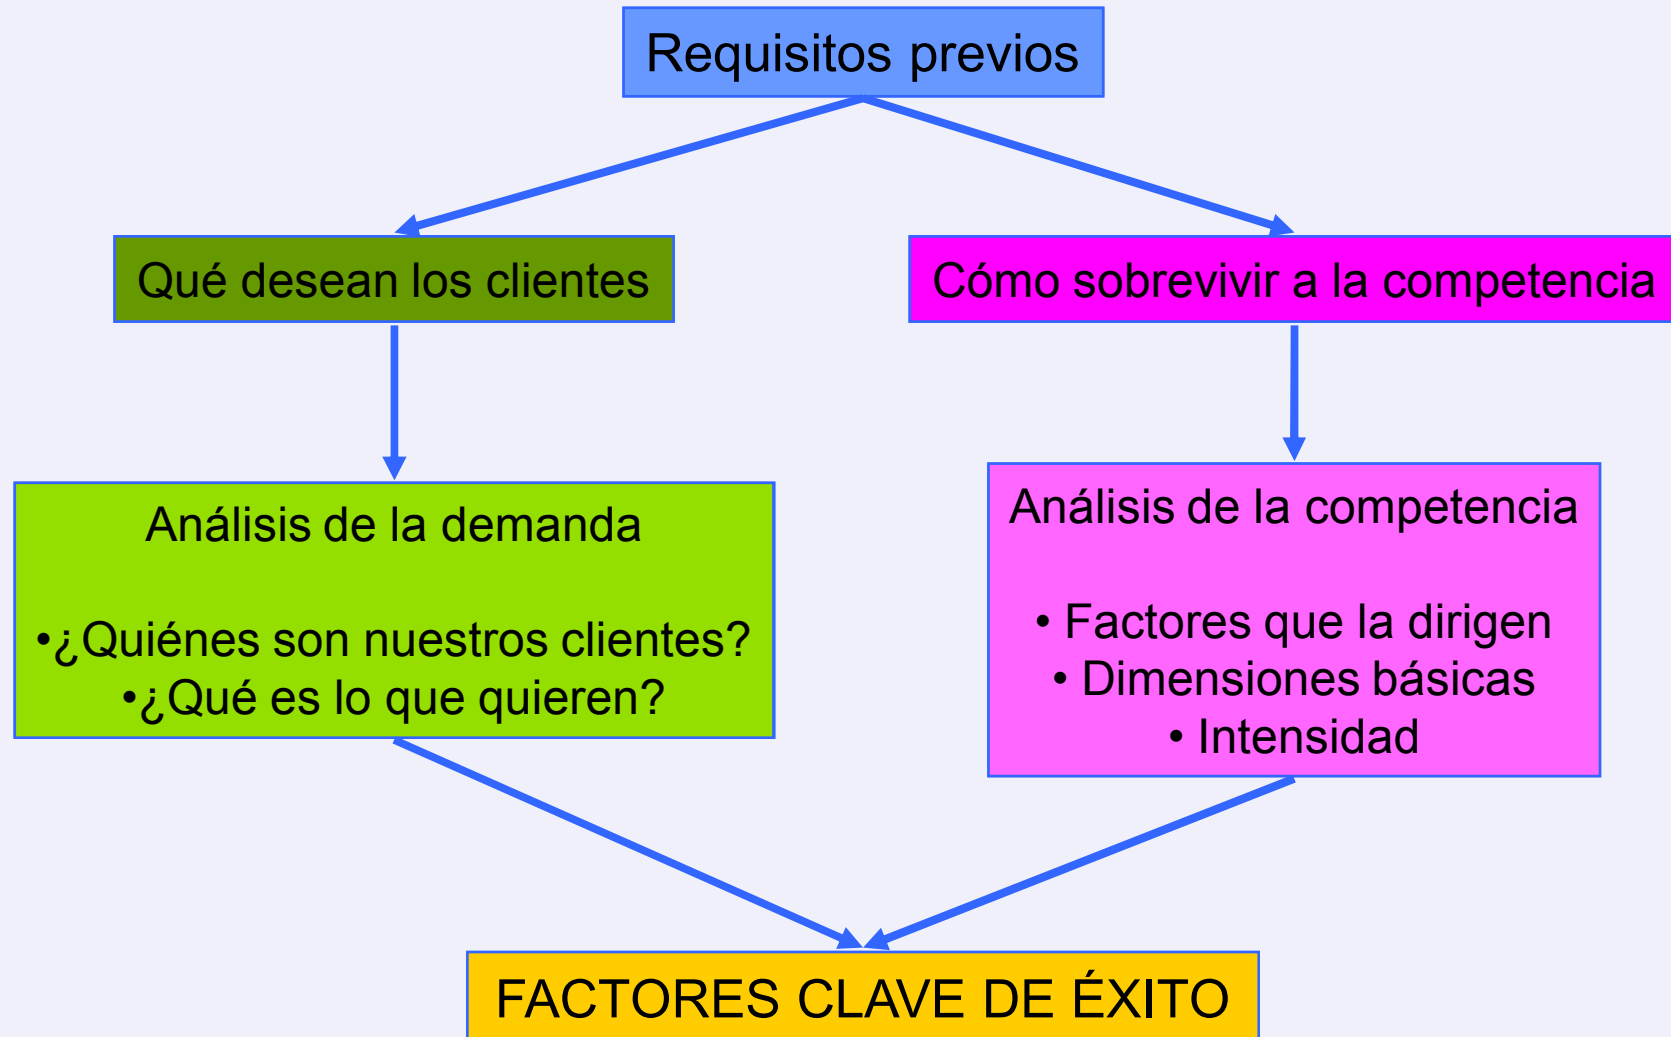 Requisitos previos
Qué desean los clientes
Cómo sobrevivir a la competencia
Análisis de la demanda
•¿Quiénes son nuestros clientes?
•¿Qué es lo que quieren?
Análisis de la competencia
• Factores que la dirigen
• Dimensiones básicas
• Intensidad
FACTORES CLAVE DE ÉXITO